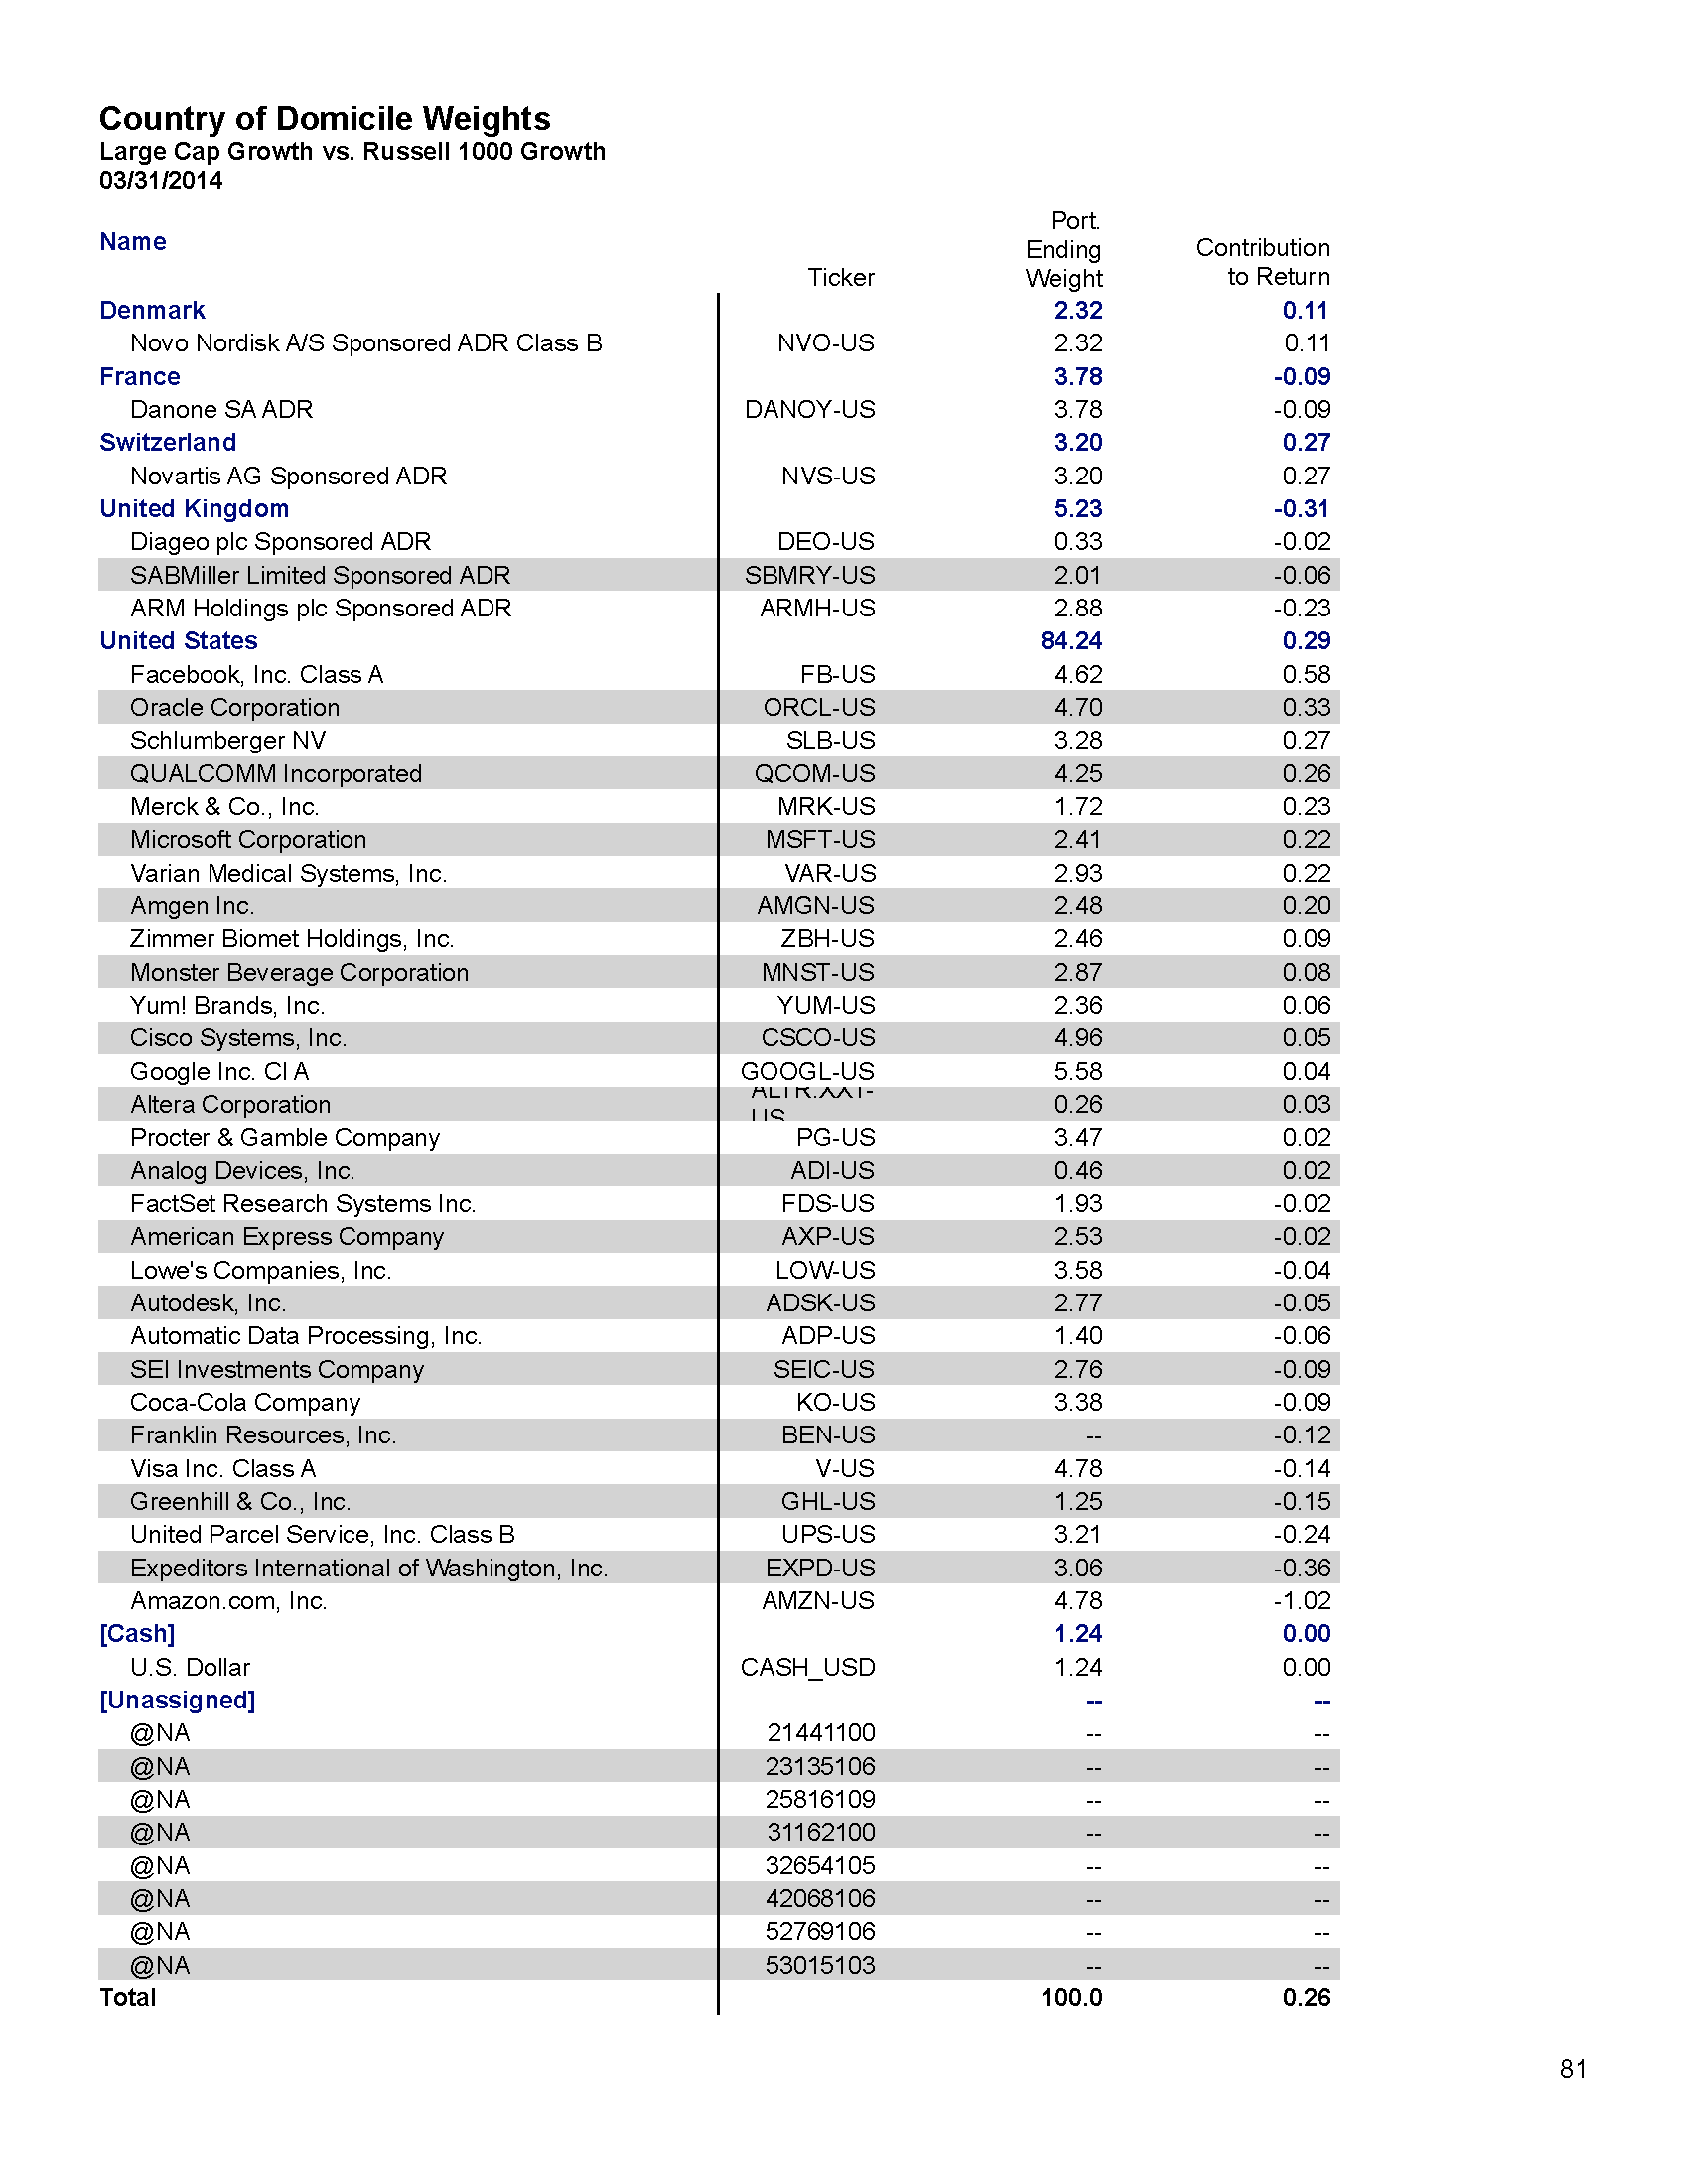 Country of Domicile Weights
Large Cap Growth vs. Russell 1000 Growth
03/31/2014
Name Ticker Port. Ending Weight Contribution to Return
Denmark 2.32 0.11
Novo Nordisk A/S Sponsored ADR Class B NVO-US 2.32 0.11
France 3.78 -0.09
Danone SA ADR DANOY-US 3.78 -0.09
Switzerland 3.20 0.27
Novartis AG Sponsored ADR NVS-US 3.20 0.27
United Kingdom 5.23 -0.31
Diageo plc Sponsored ADR DEO-US 0.33 -0.02
SABMiller Limited Sponsored ADR SBMRY-US 2.01 -0.06
ARM Holdings plc Sponsored ADR ARMH-US 2.88 -0.23
United States 84.24 0.29
Facebook, Inc. Class A FB-US 4.62 0.58
Oracle Corporation ORCL-US 4.70 0.33
Schlumberger NV SLB-US 3.28 0.27
QUALCOMM Incorporated QCOM-US 4.25 0.26
Merck & Co., Inc. MRK-US 1.72 0.23
Microsoft Corporation MSFT-US 2.41 0.22
Varian Medical Systems, Inc. VAR-US 2.93 0.22
Amgen Inc. AMGN-US 2.48 0.20
Zimmer Biomet Holdings, Inc. ZBH-US 2.46 0.09
Monster Beverage Corporation MNST-US 2.87 0.08
Yum! Brands, Inc. YUM-US 2.36 0.06
Cisco Systems, Inc. CSCO-US 4.96 0.05
Google Inc. Cl A GOOGL-US 5.58 0.04
Altera Corporation ALTR.XX1-US 0.26 0.03
Procter & Gamble Company PG-US 3.47 0.02
Analog Devices, Inc. ADI-US 0.46 0.02
FactSet Research Systems Inc. FDS-US 1.93 -0.02
American Express Company AXP-US 2.53 -0.02
Lowe's Companies, Inc. LOW-US 3.58 -0.04
Autodesk, Inc. ADSK-US 2.77 -0.05
Automatic Data Processing, Inc. ADP-US 1.40 -0.06
SEI Investments Company SEIC-US 2.76 -0.09
Coca-Cola Company KO-US 3.38 -0.09
Franklin Resources, Inc. BEN-US -- -0.12
Visa Inc. Class A V-US 4.78 -0.14
Greenhill & Co., Inc. GHL-US 1.25 -0.15
United Parcel Service, Inc. Class B UPS-US 3.21 -0.24
Expeditors International of Washington, Inc. EXPD-US 3.06 -0.36
Amazon.com, Inc. AMZN-US 4.78 -1.02
[Cash] 1.24 0.00
U.S. Dollar CASH_USD 1.24 0.00
[Unassigned] -- --
@NA 21441100 -- --
@NA 23135106 -- --
@NA 25816109 -- --
@NA 31162100 -- --
@NA 32654105 -- --
@NA 42068106 -- --
@NA 52769106 -- --
@NA 53015103 -- --
Total 100.0 0.26
81